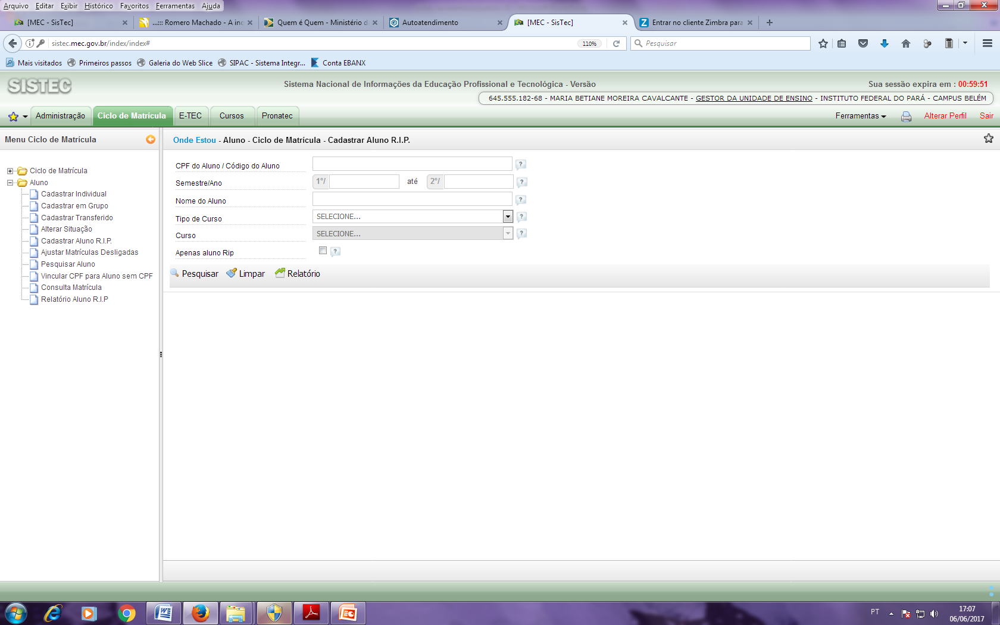 Arquivo Editar Exibir Histórico Favoritos Ferramentas Ajuda
[MEC - SisTec] ...::: Romero Machado - A inc Quem é Quem - Ministério d Autoatendimento [MEC - SisTec] Entrar no cliente Zimbra para
sistec.mec.gov.br/index/index# 110% Pesquisar
Mais visitados Primeiros passos Galeria do Web Slice SIPAC - Sistema Integr... Conta EBANX
SISTEC Sistema Nacional de Informações da Educação Profissional e Tecnológica - Versão Sua sessão expira em : 00:59:51
645.555.182-68 - MARIA BETIANE MOREIRA CAVALCANTE - GESTOR DA UNIDADE DE ENSINO - INSTITUTO FEDERAL DO PARÁ - CAMPUS BELÉM
Administração Ciclo de Matrícula E-TEC Cursos Pronatec Ferramentas Alterar Perfil Sair
Menu Ciclo de Matrícula
Ciclo de Matrícula
Aluno
Cadastrar Individual
Cadastrar em Grupo
Cadastrar Transferido
Alterar Situação
Cadastrar Aluno R.I.P.
Ajustar Matrículas Desligadas
Pesquisar Aluno
Vincular CPF para Aluno sem CPF
Consulta Matrícula
Relatório Aluno R.I.P
Onde Estou - Aluno - Ciclo de Matrícula - Cadastrar Aluno R.I.P.
CPF do Aluno / Código do Aluno ?
Semestre/Ano 1°/ até 2°/ ?
Nome do Aluno ?
Tipo de Curso SELECIONE... ?
Curso SELECIONE... ?
Apenas aluno Rip ?
Pesquisar Limpar Relatório
PT 17:07
06/06/2017